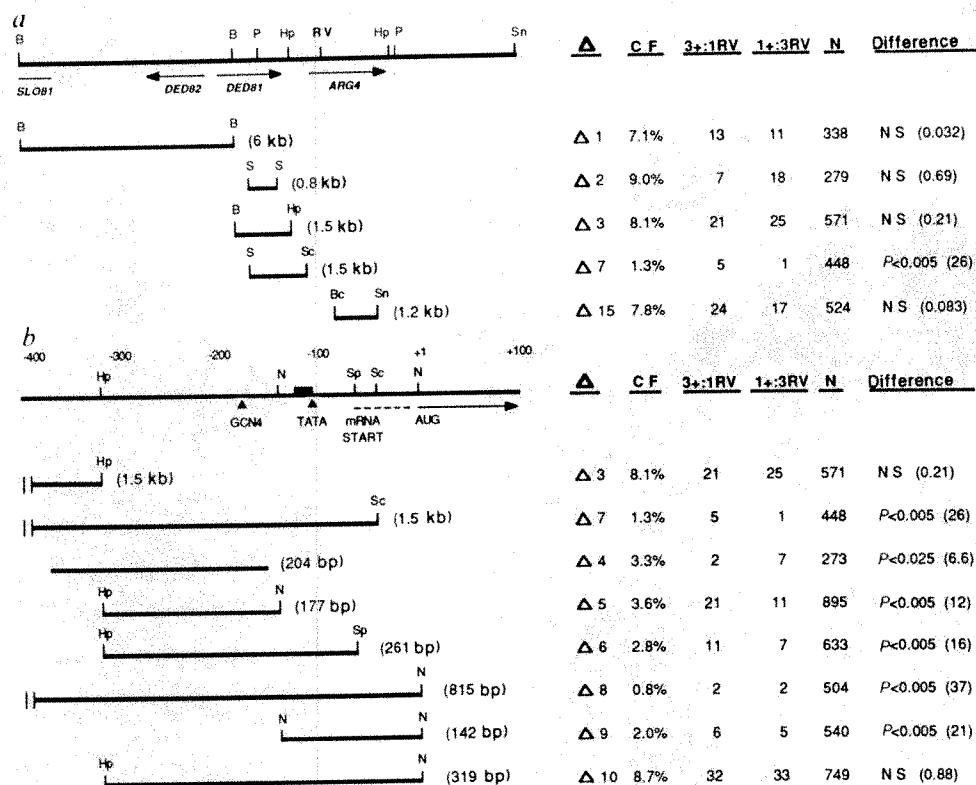 a
B B P Hp RV Hp P Sn
SLO81 DED82 DED81 ARG4
Δ CF 3+:1RV 1+:3RV N Difference
B B (6 kb)
Δ 1 7.1% 13 11 338 NS (0.032)
S S (0.8 kb)
Δ 2 9.0% 7 18 279 NS (0.69)
B Hp (1.5 kb)
Δ 3 8.1% 21 25 571 NS (0.21)
S Sc (1.5 kb)
Δ 7 1.3% 5 1 448 P<0.005 (26)
Bc Sn (1.2 kb)
Δ 15 7.8% 24 17 524 NS (0.083)
b
-400 -300 -200 -100 +1 +100
Hp N Sp Sc N
GCN4 TATA mRNA START AUG
Δ CF 3+:1RV 1+:3RV N Difference
Hp (1.5 kb)
Δ 3 8.1% 21 25 571 NS (0.21)
Sc (1.5 kb)
Δ 7 1.3% 5 1 448 P<0.005 (26)
(204 bp)
Δ 4 3.3% 2 7 273 P<0.025 (6.6)
Hp N (177 bp)
Δ 5 3.6% 21 11 895 P<0.005 (12)
Hp Sp (261 bp)
Δ 6 2.8% 11 7 633 P<0.005 (16)
N (815 bp)
Δ 8 0.8% 2 2 504 P<0.005 (37)
N N (142 bp)
Δ 9 2.0% 6 5 540 P<0.005 (21)
Hp N (319 bp)
Δ 10 8.7% 32 33 749 NS (0.88)